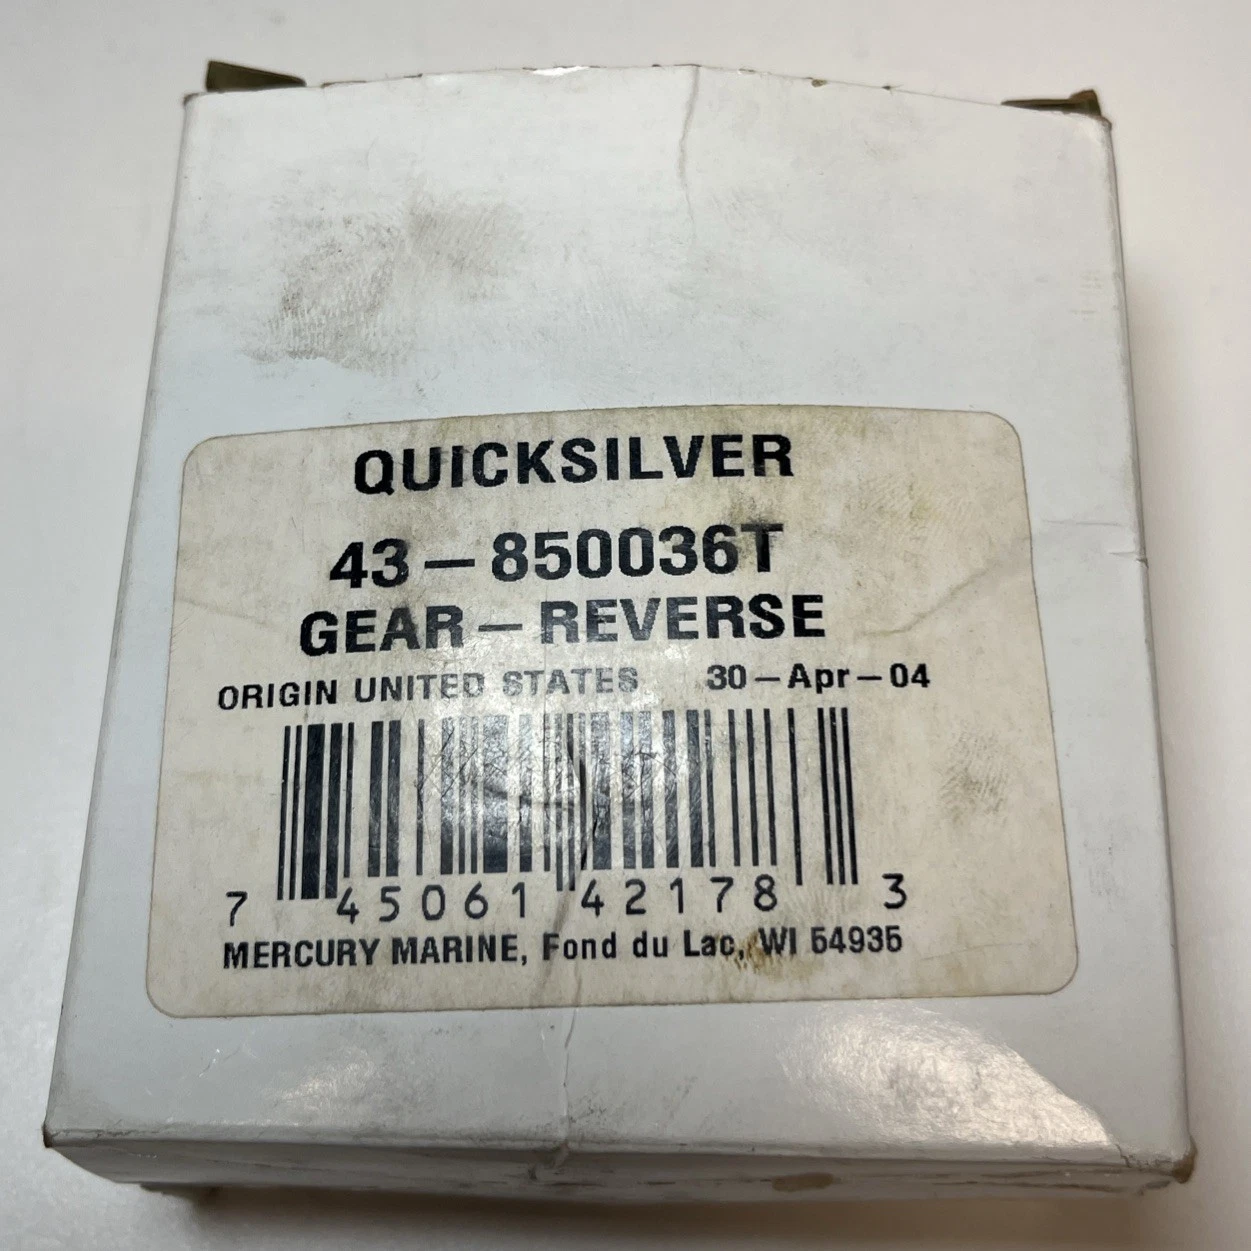 QUICKSILVER
43-850036T
GEAR-REVERSE
ORIGIN UNITED STATES 30-Apr-04
7 45061 42178 3
MERCURY MARINE, Fond du Lac, WI 54935